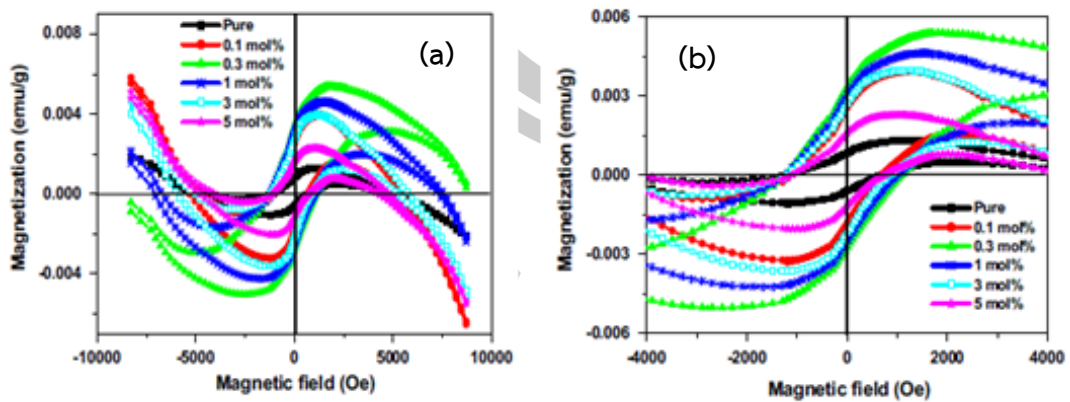 (a)
Pure
0.1 mol%
0.3 mol%
1 mol%
3 mol%
5 mol%
0.008
0.004
0.000
-0.004
Magnetization (emu/g)
-10000 -5000 0 5000 10000
Magnetic field (Oe)
(b)
0.006
0.003
0.000
-0.003
-0.006
Magnetization (emu/g)
Pure
0.1 mol%
0.3 mol%
1 mol%
3 mol%
5 mol%
-4000 -2000 0 2000 4000
Magnetic field (Oe)